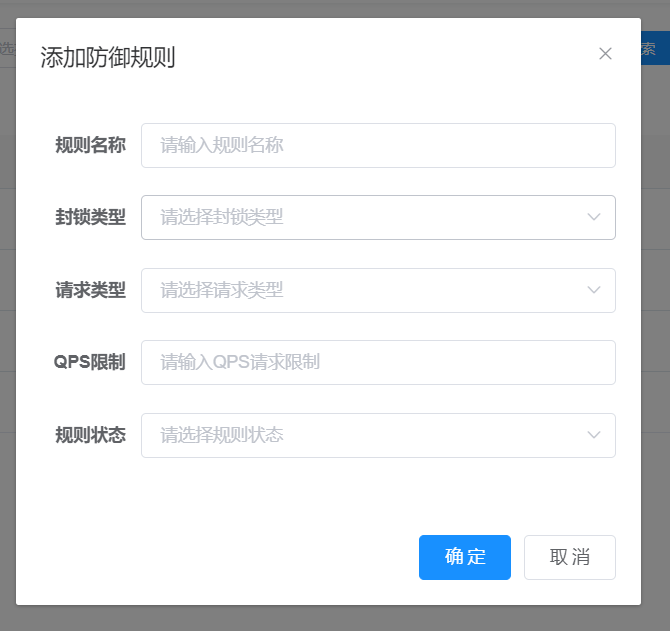 添加防御规则
选
索
规则名称 请输入规则名称
封锁类型 请选择封锁类型
请求类型 请选择请求类型
QPS限制 请输入QPS请求限制
规则状态 请选择规则状态
确定 取消